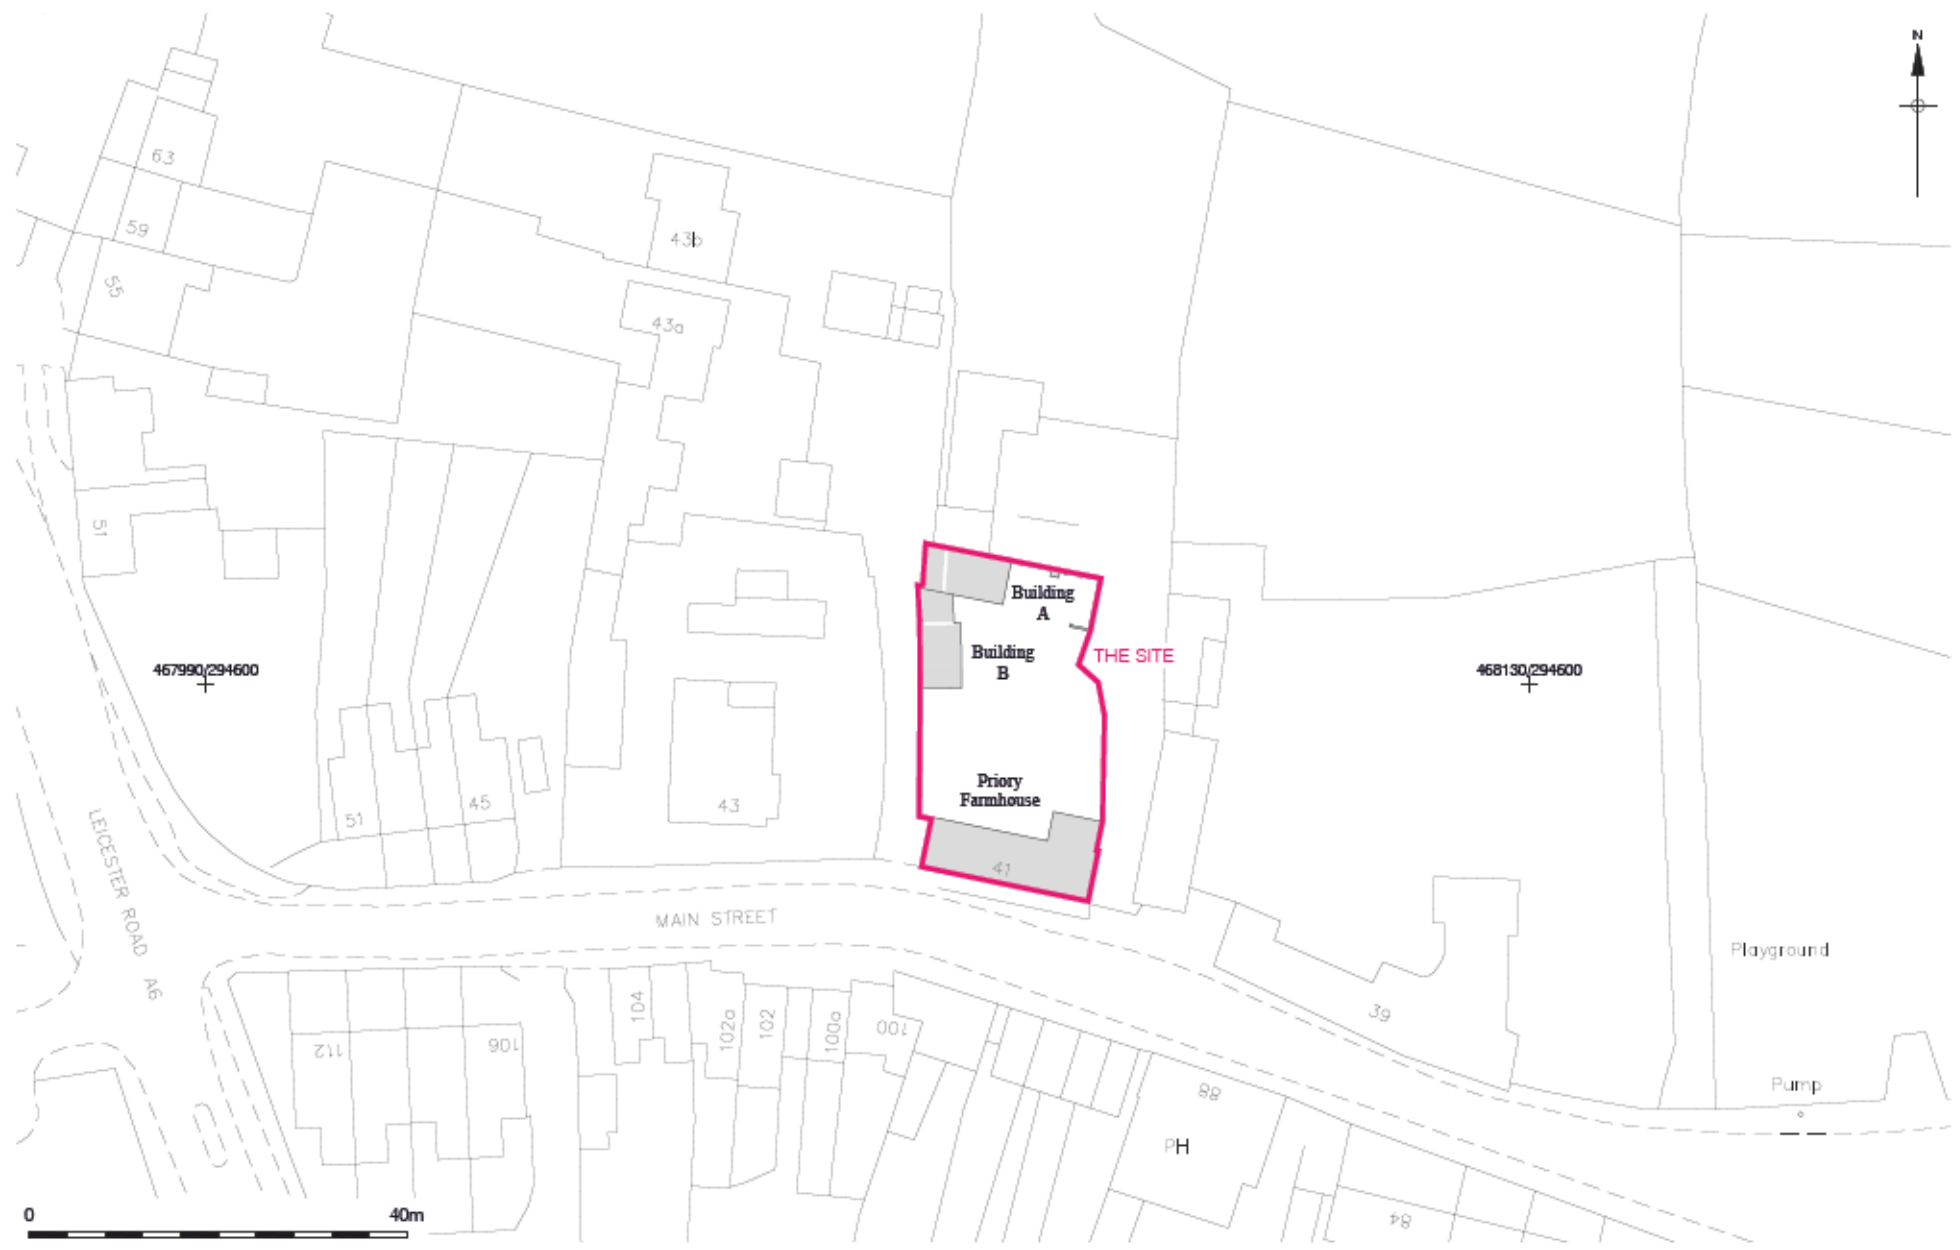 N
63
59
43b
55
43a
51
Building
A
Building
B
THE SITE
467990/294600
468130/294600
Priory
Farmhouse
51
45
43
41
LEICESTER ROAD A6
MAIN STREET
Playground
39
104
102a
102
100a
100
112
106
Pump
88
PH
84
0
40m